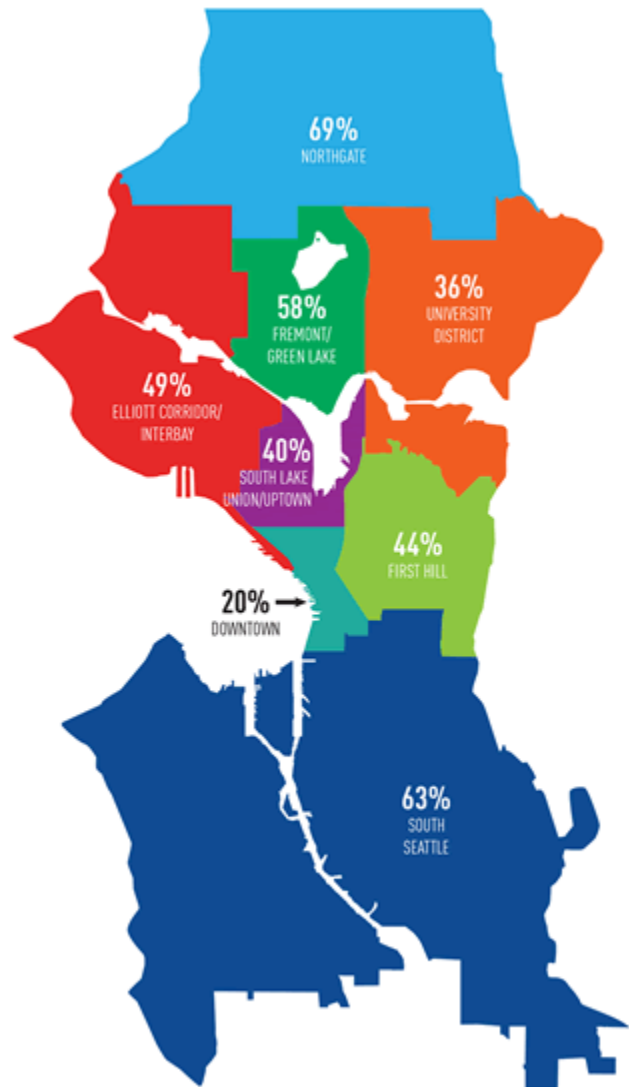 69%
NORTHGATE
36%
UNIVERSITY
DISTRICT
58%
FREMONT/
GREEN LAKE
49%
ELLIOTT CORRIDOR/
INTERBAY
40%
SOUTH LAKE
UNION/UPTOWN
44%
FIRST HILL
20%
DOWNTOWN
63%
SOUTH
SEATTLE